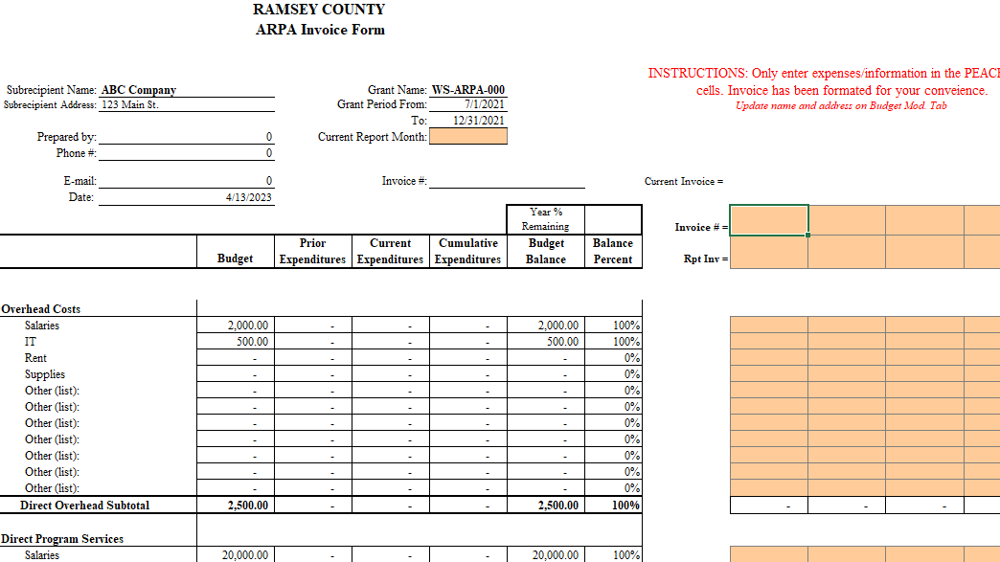 RAMSEY COUNTY
ARPA Invoice Form
INSTRUCTIONS: Only enter expenses/information in the PEACH
cells. Invoice has been formated for your conveience.
Update name and address on Budget Mod. Tab
Subrecipient Name: ABC Company Grant Name: WS-ARPA-000
Subrecipient Address: 123 Main St. Grant Period From: 7/1/2021
To: 12/31/2021
Prepared by: 0 Current Report Month:
Phone #: 0
E-mail: 0 Invoice #: Current Invoice =
Date: 4/13/2023
Year %
Remaining
Invoice # =
Prior Current Cumulative Budget Balance
Budget Expenditures Expenditures Expenditures Balance Percent Rpt Inv =
Overhead Costs
Salaries 2,000.00 - - - 2,000.00 100%
IT 500.00 - - - 500.00 100%
Rent - - - - - 0%
Supplies - - - - - 0%
Other (list): - - - - - 0%
Other (list): - - - - - 0%
Other (list): - - - - - 0%
Other (list): - - - - - 0%
Other (list): - - - - - 0%
Other (list): - - - - - 0%
Other (list): - - - - - 0%
Direct Overhead Subtotal 2,500.00 - - - 2,500.00 100% - - -
Direct Program Services
Salaries 20,000.00 - - - 20,000.00 100%